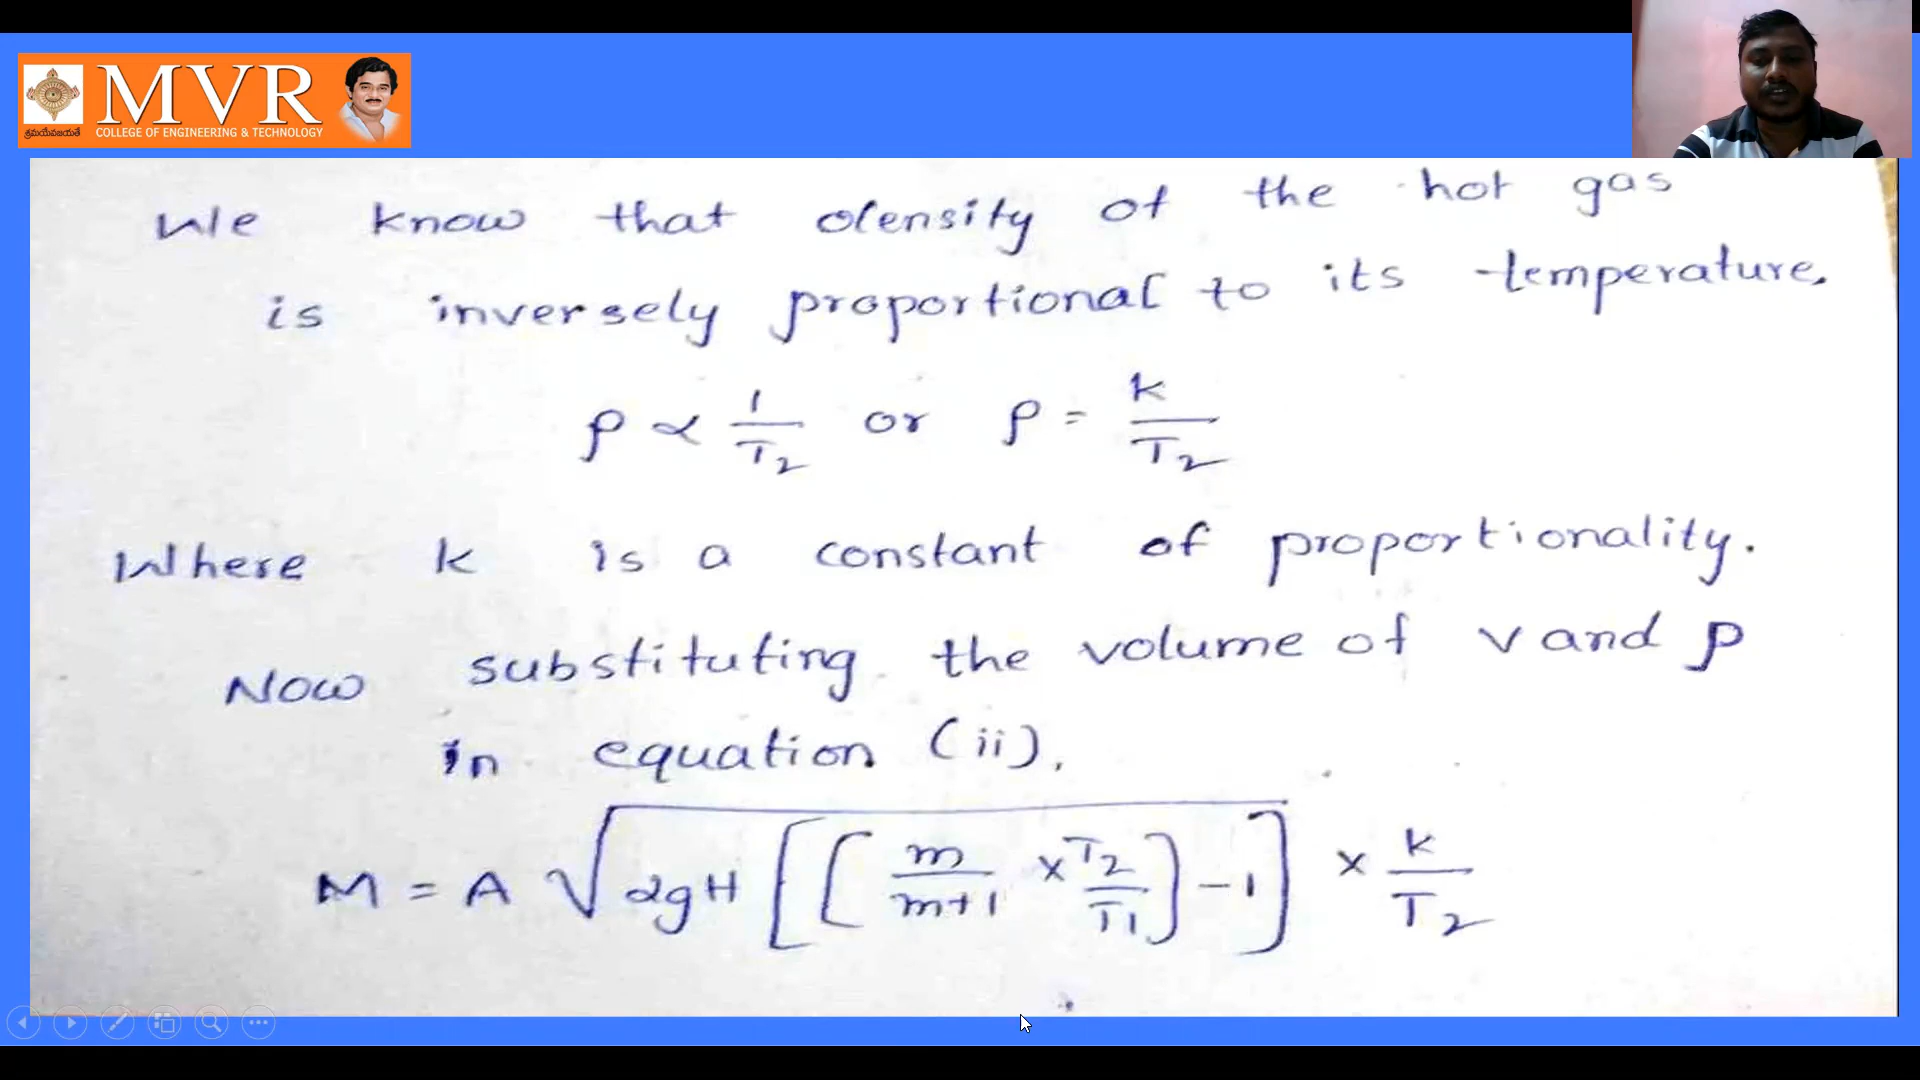 MVR
COLLEGE OF ENGINEERING & TECHNOLOGY
శ్రమయేవజయతే
We know that density of the hot gas
is inversely proportional to its temperature.
ρ ∝ 1/T₂ or ρ = k/T₂
Where k is a constant of proportionality.
Now substituting the volume of v and ρ
in equation (ii),
M = A √(2gH [[m/(m+1) × T₂/T₁] − 1]) × k/T₂